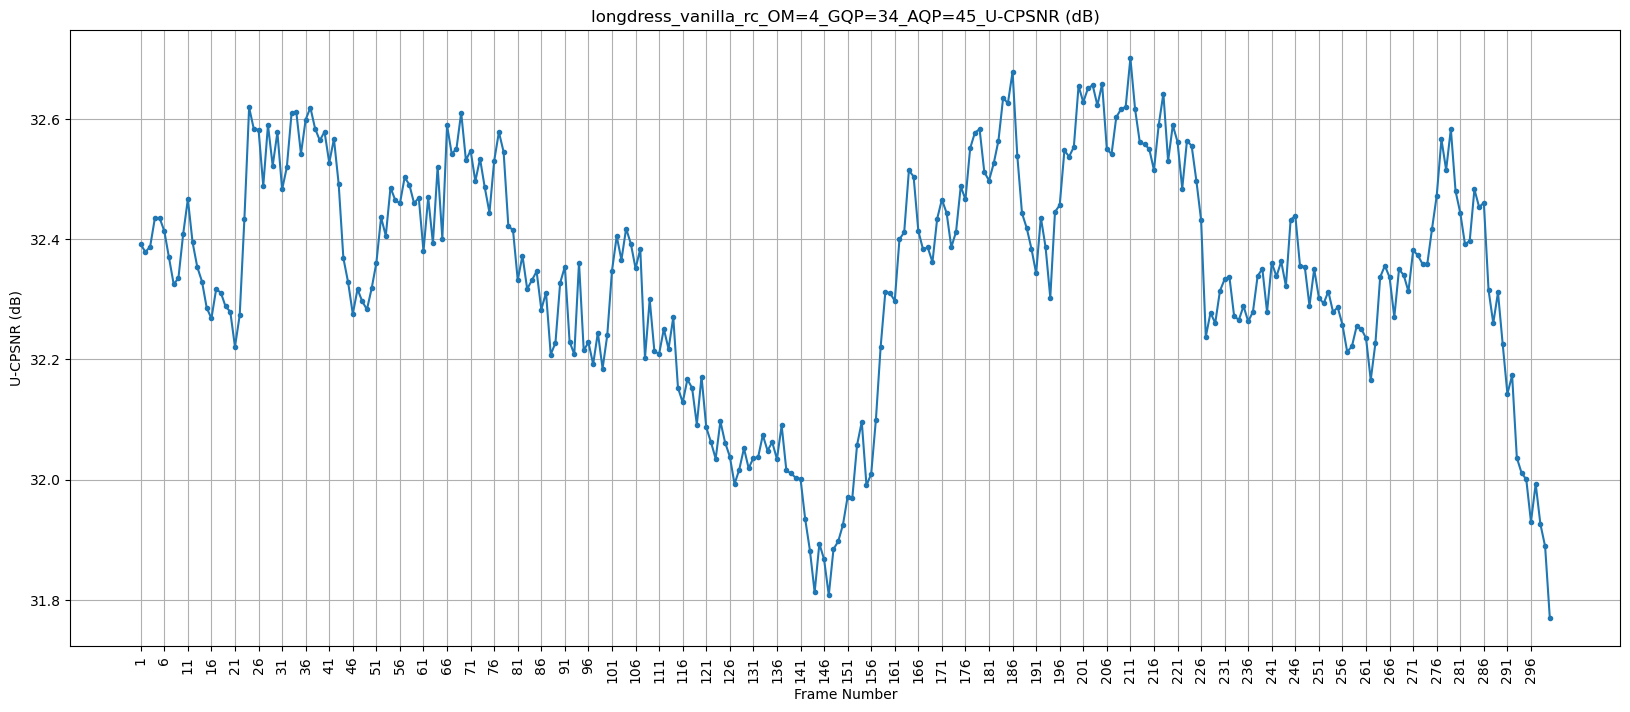 longdress_vanilla_rc_OM=4_GQP=34_AQP=45_U-CPSNR (dB)
U-CPSNR (dB)
32.6
32.4
32.2
32.0
31.8
1 6 11 16 21 26 31 36 41 46 51 56 61 66 71 76 81 86 91 96 101 106 111 116 121 126 131 136 141 146 151 156 161 166 171 176 181 186 191 196 201 206 211 216 221 226 231 236 241 246 251 256 261 266 271 276 281 286 291 296
Frame Number